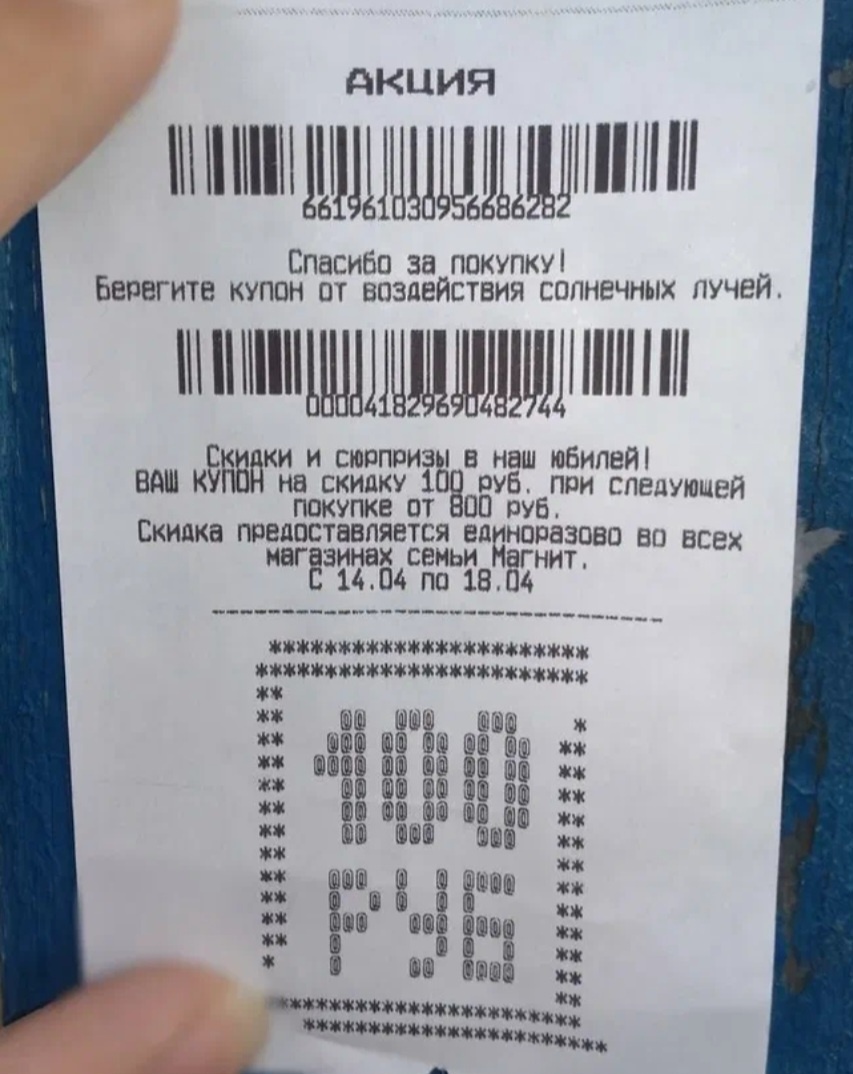 АКЦИЯ
661961030956686282
Спасибо за покупку!
Берегите купон от воздействия солнечных лучей.
000041829690482744
Скидки и сюрпризы в наш юбилей!
ВАШ КУПОН на скидку 100 руб. при следующей
покупке от 800 руб.
Скидка предоставляется единоразово во всех
магазинах семьи Магнит.
С 14.04 по 18.04
100
РУБ